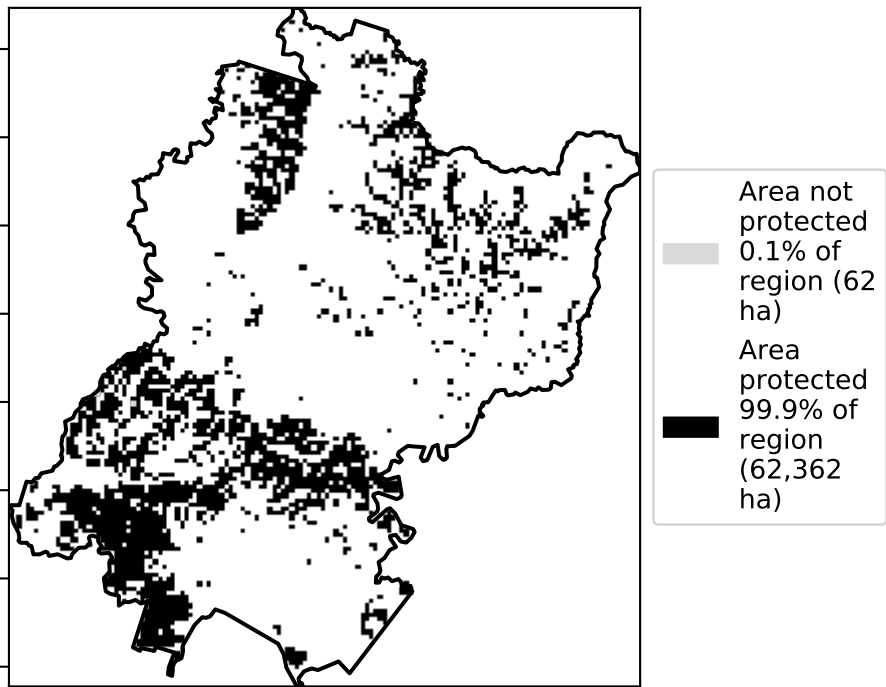 Area not
protected
0.1% of
region (62
ha)
Area
protected
99.9% of
region
(62,362
ha)